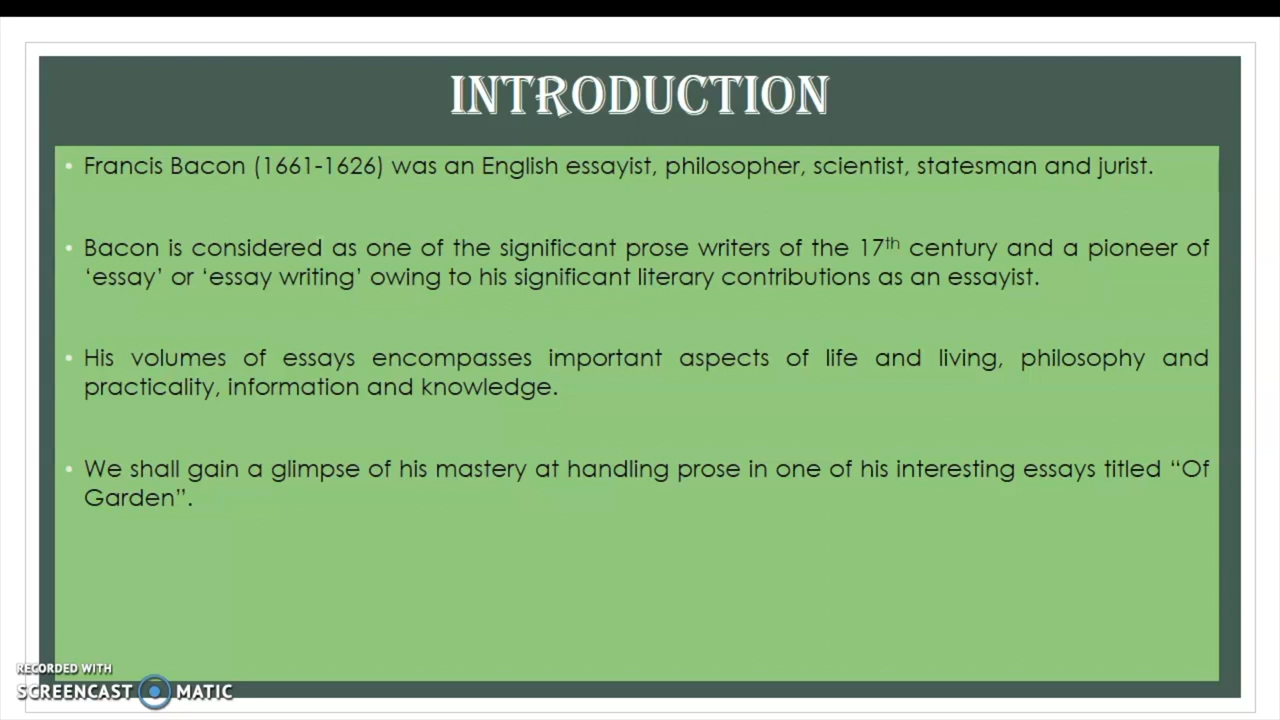 INTRODUCTION
• Francis Bacon (1661-1626) was an English essayist, philosopher, scientist, statesman and jurist.
• Bacon is considered as one of the significant prose writers of the 17th century and a pioneer of
‘essay’ or ‘essay writing’ owing to his significant literary contributions as an essayist.
• His volumes of essays encompasses important aspects of life and living, philosophy and
practicality, information and knowledge.
• We shall gain a glimpse of his mastery at handling prose in one of his interesting essays titled “Of
Garden”.
RECORDED WITH
SCREENCAST MATIC